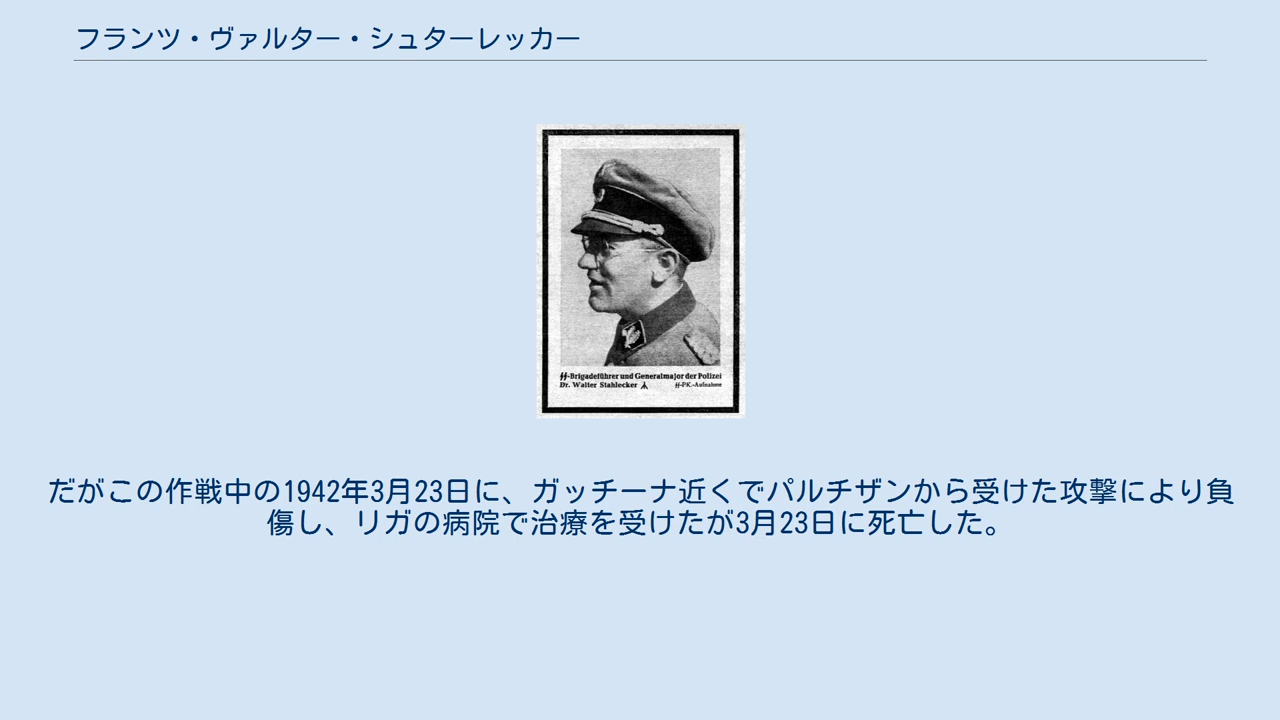 フランツ・ヴァルター・シュターレッカー
ᛋᛋ-Brigadeführer und Generalmajor der Polizei
Dr. Walter Stahlecker ᛦ ᛋᛋ-PK.-Aufnahme
だがこの作戦中の1942年3月23日に、ガッチーナ近くでパルチザンから受けた攻撃により負
傷し、リガの病院で治療を受けたが3月23日に死亡した。